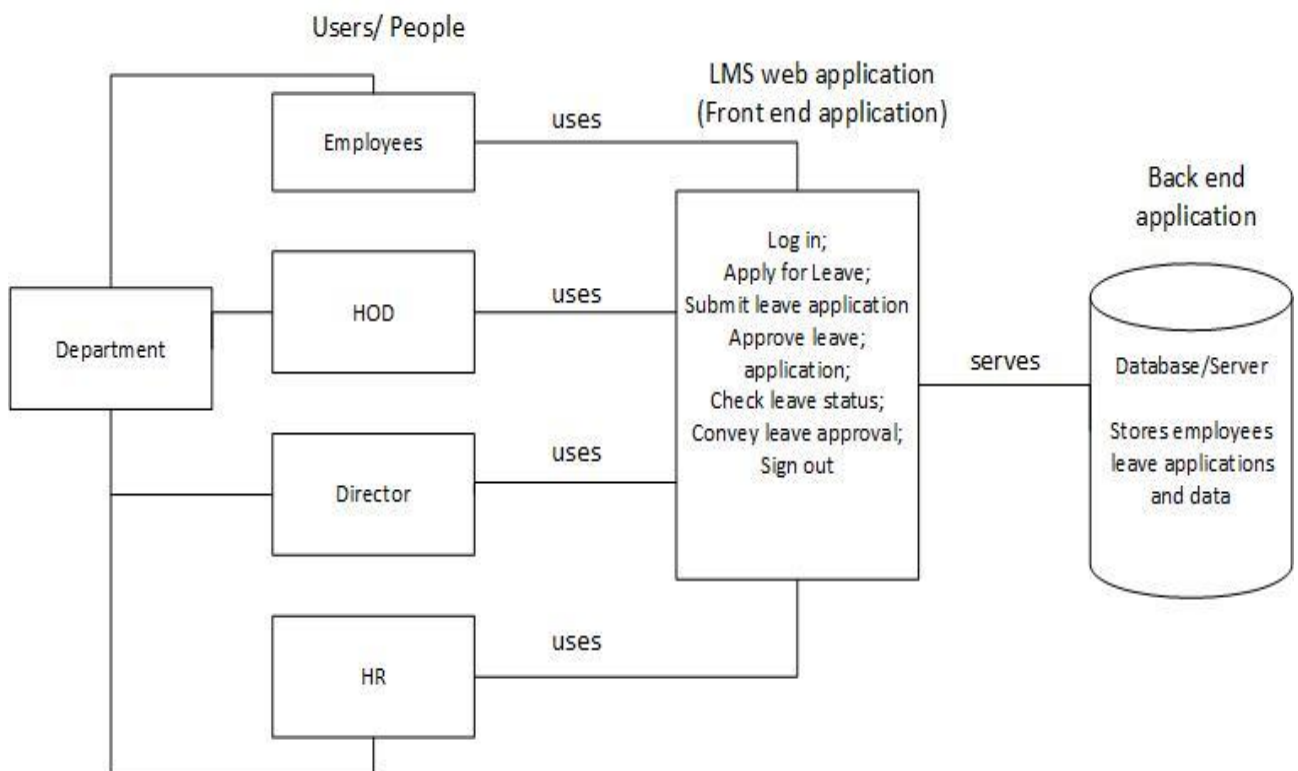 Users/ People
LMS web application
(Front end application)
Employees
uses
Back end
application
HOD
uses
Department
Log in;
Apply for Leave;
Submit leave application
Approve leave;
application;
Check leave status;
Convey leave approval;
Sign out
serves
Database/Server
Stores employees
leave applications
and data
Director
uses
HR
uses